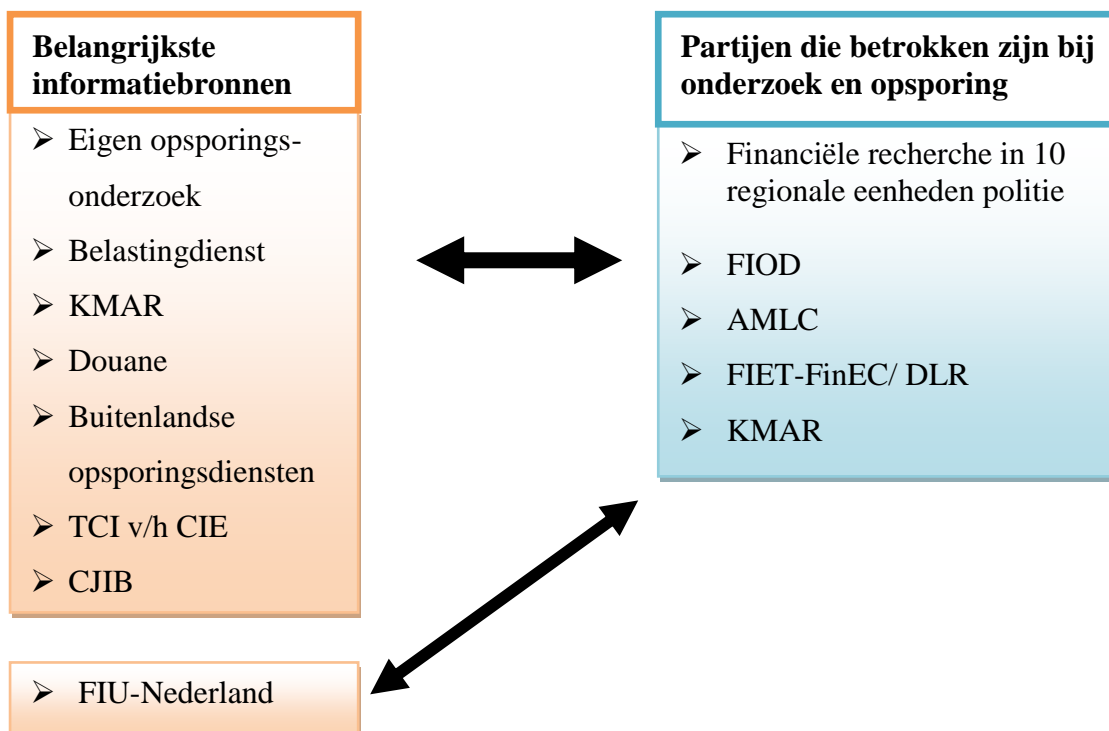 Belangrijkste
informatiebronnen
➢ Eigen opsporings-
onderzoek
➢ Belastingdienst
➢ KMAR
➢ Douane
➢ Buitenlandse
opsporingsdiensten
➢ TCI v/h CIE
➢ CJIB
➢ FIU-Nederland
Partijen die betrokken zijn bij
onderzoek en opsporing
➢ Financiële recherche in 10
regionale eenheden politie
➢ FIOD
➢ AMLC
➢ FIET-FinEC/ DLR
➢ KMAR